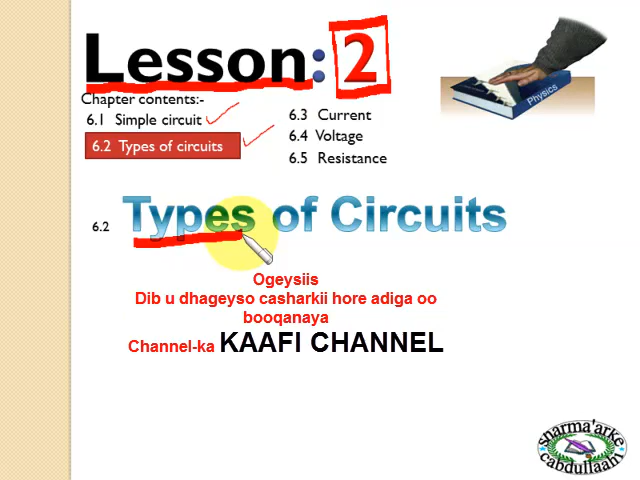 Lesson: 2
Chapter contents:-
6.1 Simple circuit
6.2 Types of circuits
6.3 Current
6.4 Voltage
6.5 Resistance
Physics
6.2 Types of Circuits
Ogeysiis
Dib u dhageyso casharkii hore adiga oo
booqanaya
Channel-ka KAAFI CHANNEL
sharma'arke
cabdullaahi